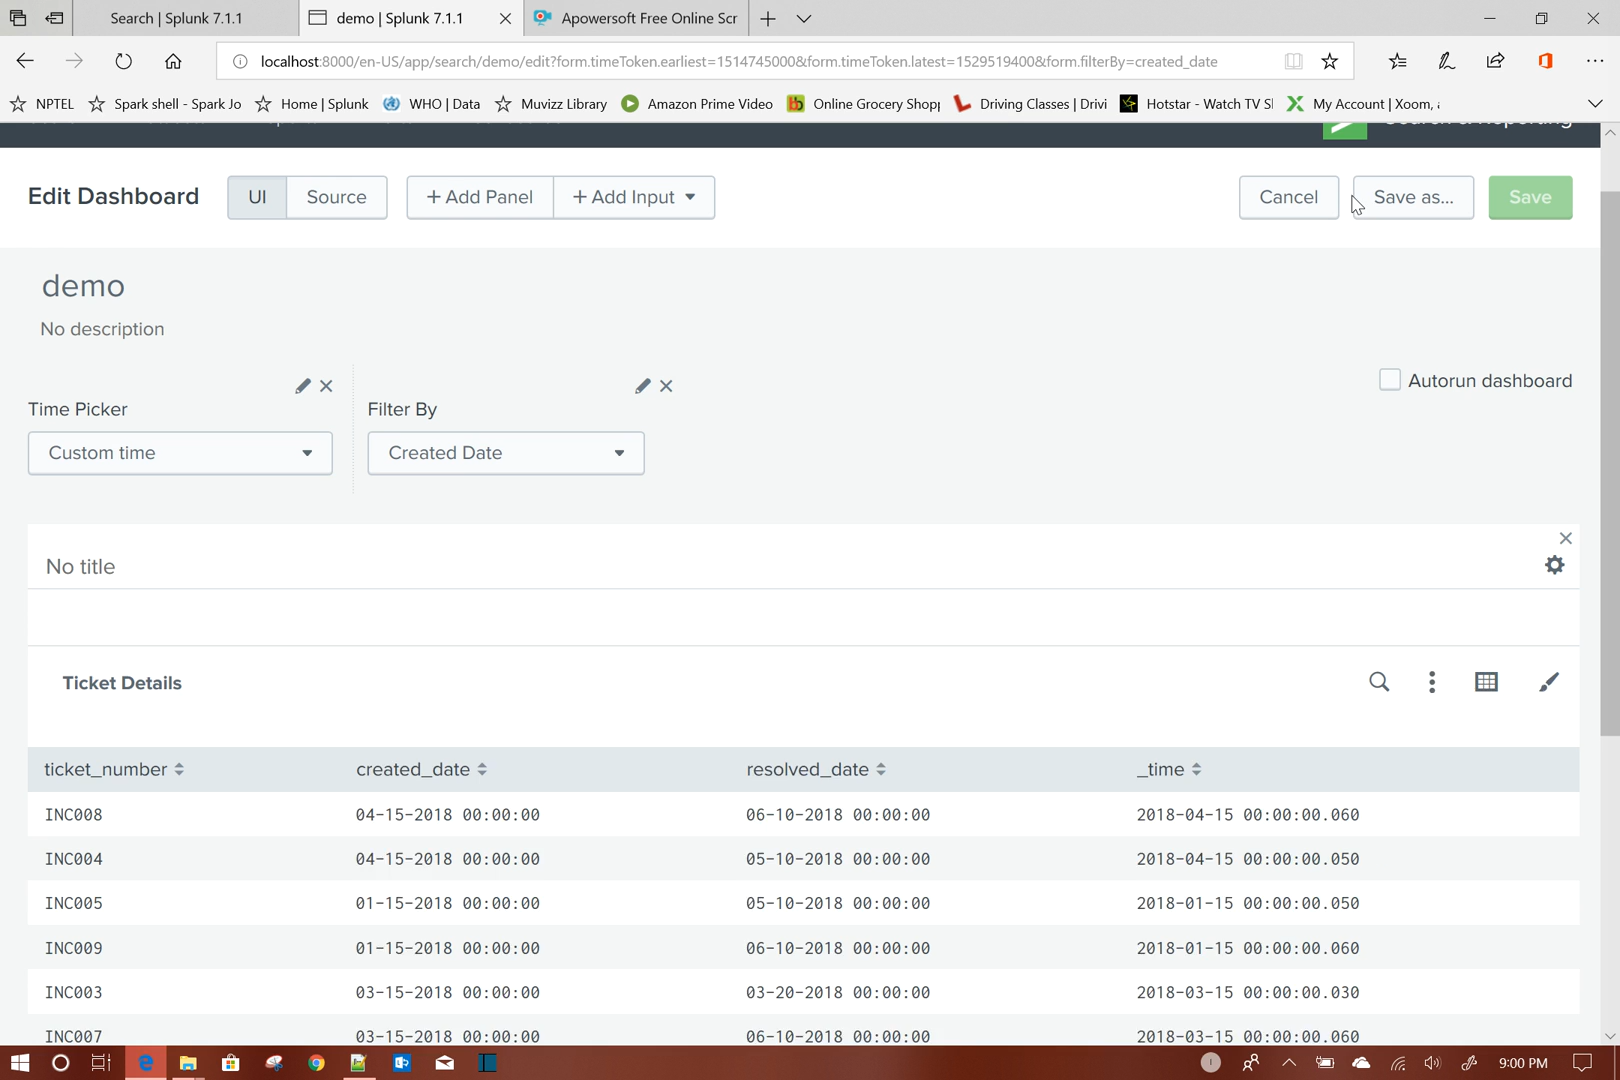 Search | Splunk 7.1.1
demo | Splunk 7.1.1
Apowersoft Free Online Scr
localhost:8000/en-US/app/search/demo/edit?form.timeToken.earliest=1514745000&form.timeToken.latest=1529519400&form.filterBy=created_date
NPTEL
Spark shell - Spark Jo
Home | Splunk
WHO | Data
Muvizz Library
Amazon Prime Video
Online Grocery Shopp
Driving Classes | Drivi
Hotstar - Watch TV S
My Account | Xoom, a
Search & Reporting
Edit Dashboard
UI
Source
+ Add Panel
+ Add Input
Cancel
Save as...
Save
demo
No description
Autorun dashboard
Time Picker
Filter By
Custom time
Created Date
No title
Ticket Details
ticket_number created_date resolved_date _time
INC008 04-15-2018 00:00:00 06-10-2018 00:00:00 2018-04-15 00:00:00.060
INC004 04-15-2018 00:00:00 05-10-2018 00:00:00 2018-04-15 00:00:00.050
INC005 01-15-2018 00:00:00 05-10-2018 00:00:00 2018-01-15 00:00:00.050
INC009 01-15-2018 00:00:00 06-10-2018 00:00:00 2018-01-15 00:00:00.060
INC003 03-15-2018 00:00:00 03-20-2018 00:00:00 2018-03-15 00:00:00.030
INC007 03-15-2018 00:00:00 06-10-2018 00:00:00 2018-03-15 00:00:00.060
9:00 PM